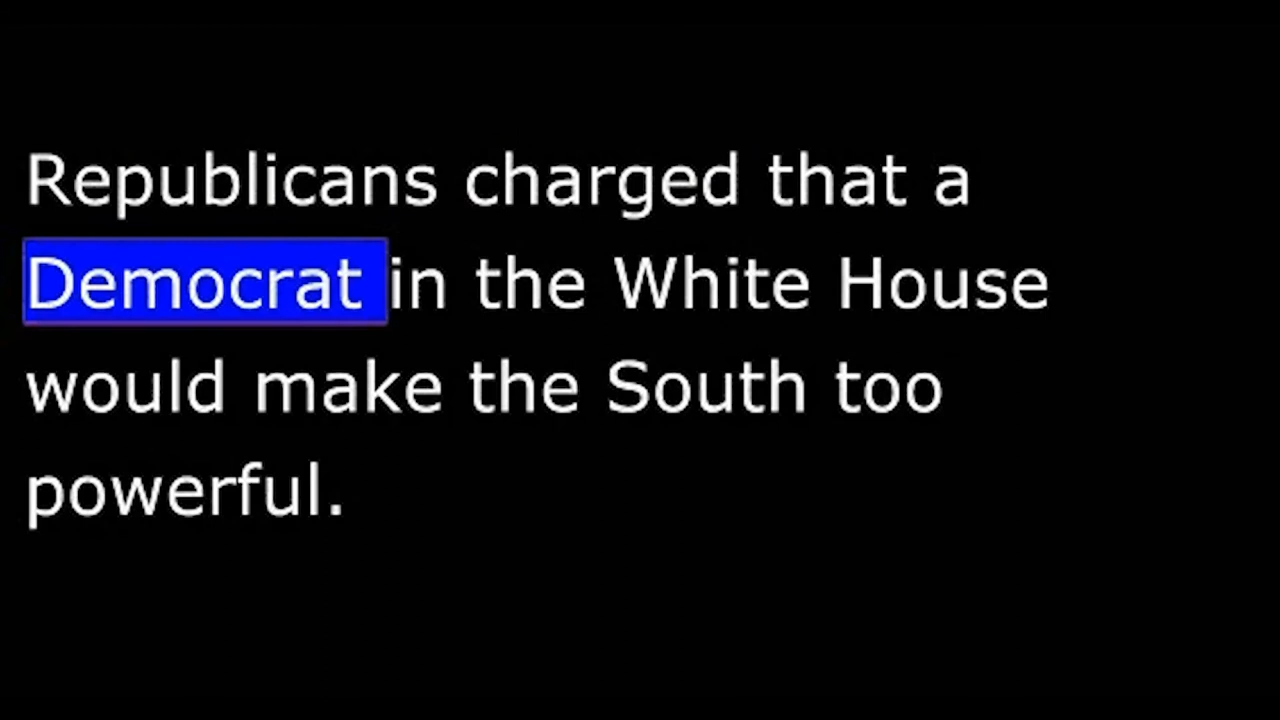 Republicans charged that a
Democrat in the White House
would make the South too
powerful.